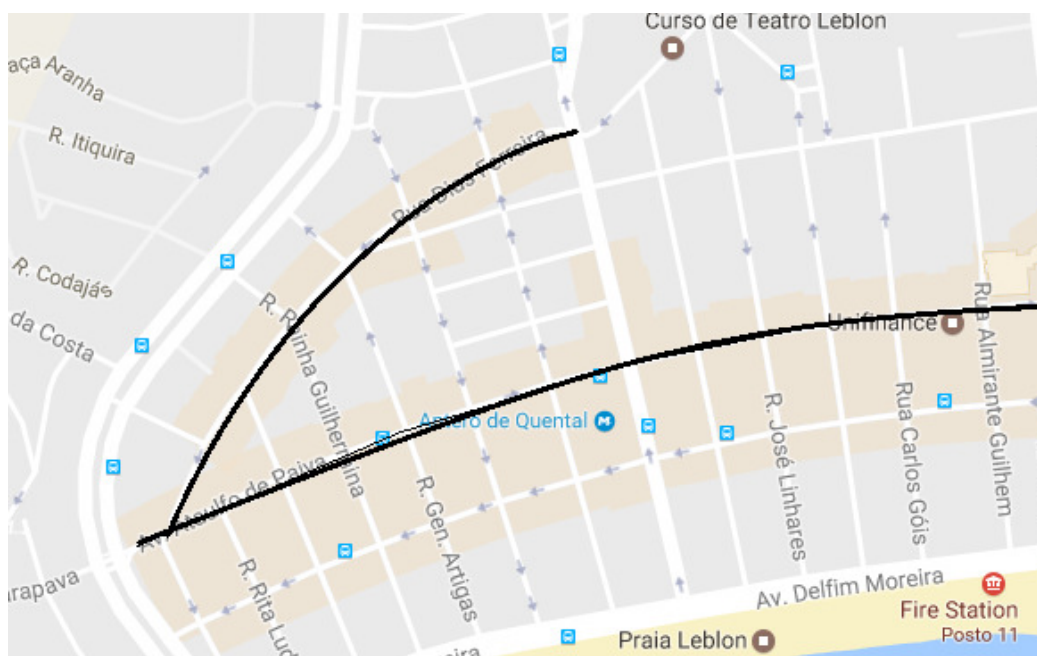 Curso de Teatro Leblon
aça Aranha
R. Itiquira
Rua Dias Ferreira
R. Codajás
da Costa
R. Rainha Guilhermina
Unifinance
Rua Almirante Guilhem
Antero de Quental
R. José Linhares
Rua Carlos Góis
Av. Ataulfo de Paiva
R. Gen. Artigas
R. Rita Lud
arapava
Av. Delfim Moreira
Fire Station
Posto 11
Praia Leblon
eira